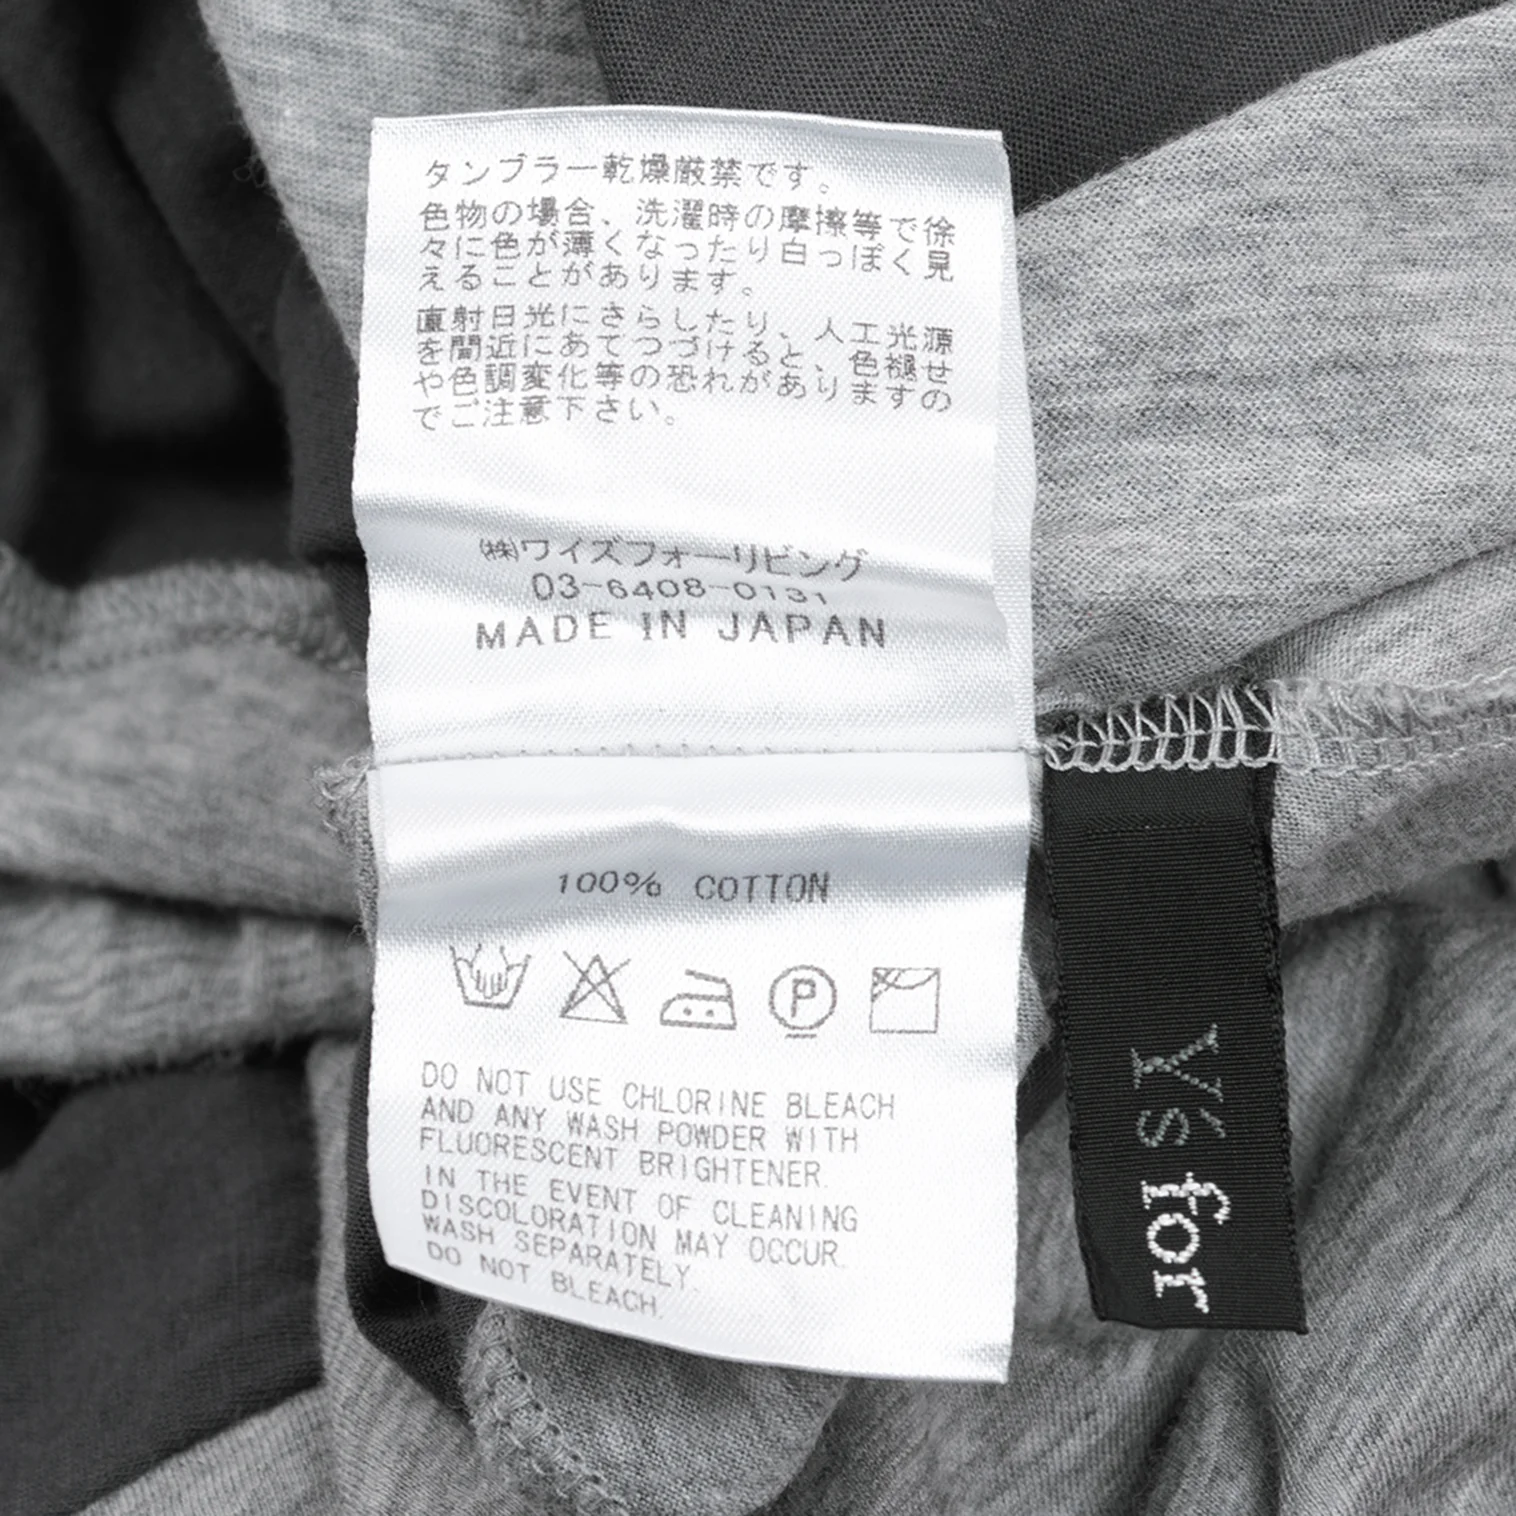 タンブラー乾燥厳禁です。
色物の場合、洗濯時の摩擦等で徐
々に色が薄くなったり白っぽく見
えることがあります。
直射日光にさらしたり、人工光源
を間近にあてつづけると、色褪せ
や色調変化等の恐れがありますの
でご注意下さい。
㈱ワイズフォーリビング
03-6408-0131
MADE IN JAPAN
100% COTTON
P
DO NOT USE CHLORINE BLEACH
AND ANY WASH POWDER WITH
FLUORESCENT BRIGHTENER.
IN THE EVENT OF CLEANING
DISCOLORATION MAY OCCUR.
WASH SEPARATELY.
DO NOT BLEACH.
Y's for